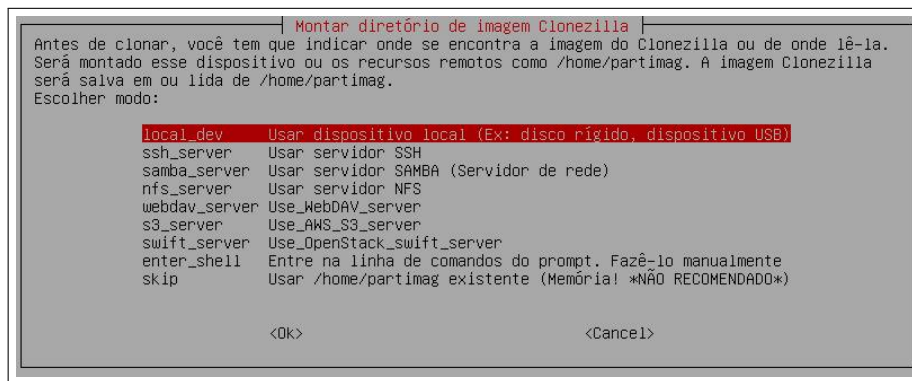 Montar diretório de imagem Clonezilla
Antes de clonar, você tem que indicar onde se encontra a imagem do Clonezilla ou de onde lê-la.
Será montado esse dispositivo ou os recursos remotos como /home/partimag. A imagem Clonezilla
será salva em ou lida de /home/partimag.
Escolher modo:
local_dev Usar dispositivo local (Ex: disco rígido, dispositivo USB)
ssh_server Usar servidor SSH
samba_server Usar servidor SAMBA (Servidor de rede)
nfs_server Usar servidor NFS
webdav_server Use_WebDAV_server
s3_server Use_AWS_S3_server
swift_server Use_OpenStack_swift_server
enter_shell Entre na linha de comandos do prompt. Fazê-lo manualmente
skip Usar /home/partimag existente (Memória! *NÃO RECOMENDADO*)
<Ok> <Cancel>